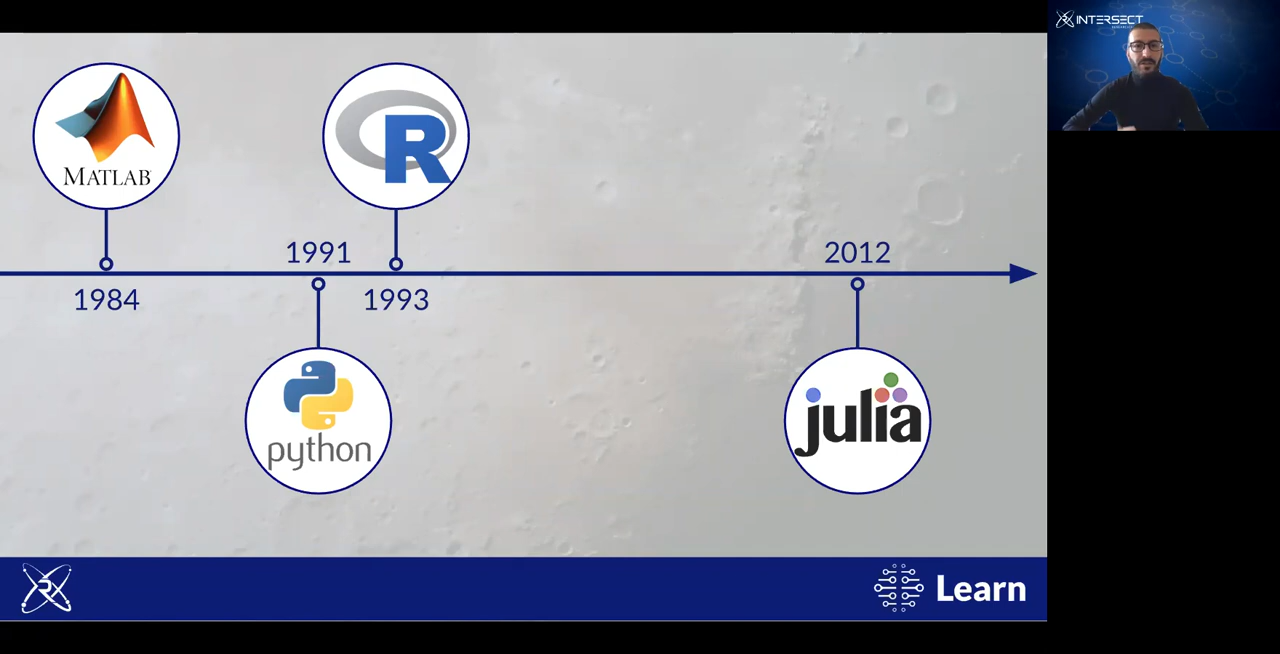 INTERSECT
MATLAB
R
1991
2012
1984
1993
python
julia
R
Learn